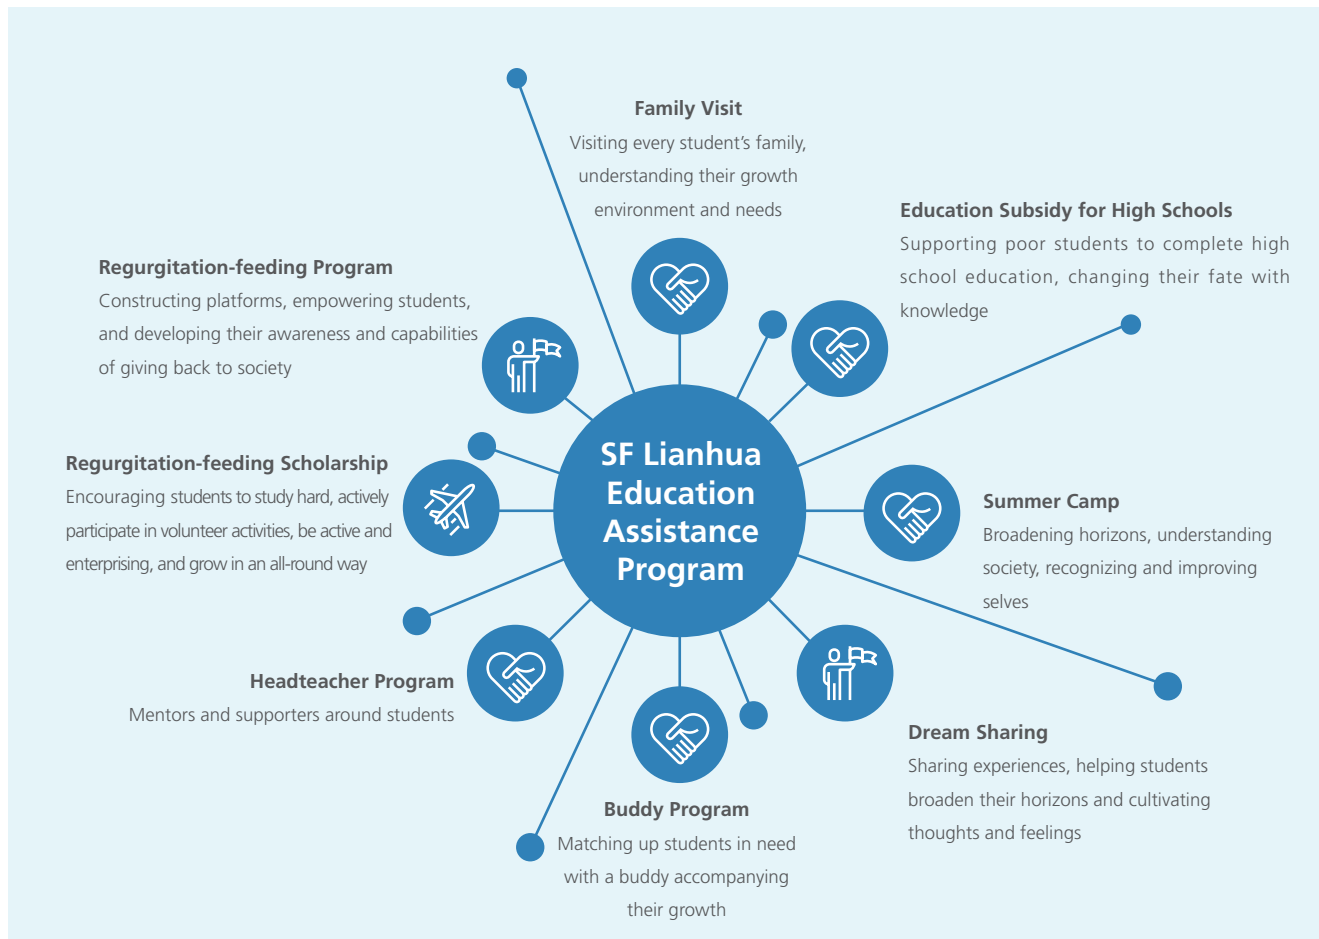 Family Visit
Visiting every student’s family,
understanding their growth
environment and needs
Education Subsidy for High Schools
Supporting poor students to complete high
school education, changing their fate with
knowledge
Regurgitation-feeding Program
Constructing platforms, empowering students,
and developing their awareness and capabilities
of giving back to society
SF Lianhua
Education
Assistance
Program
Regurgitation-feeding Scholarship
Encouraging students to study hard, actively
participate in volunteer activities, be active and
enterprising, and grow in an all-round way
Summer Camp
Broadening horizons, understanding
society, recognizing and improving
selves
Headteacher Program
Mentors and supporters around students
Dream Sharing
Sharing experiences, helping students
broaden their horizons and cultivating
thoughts and feelings
Buddy Program
Matching up students in need
with a buddy accompanying
their growth